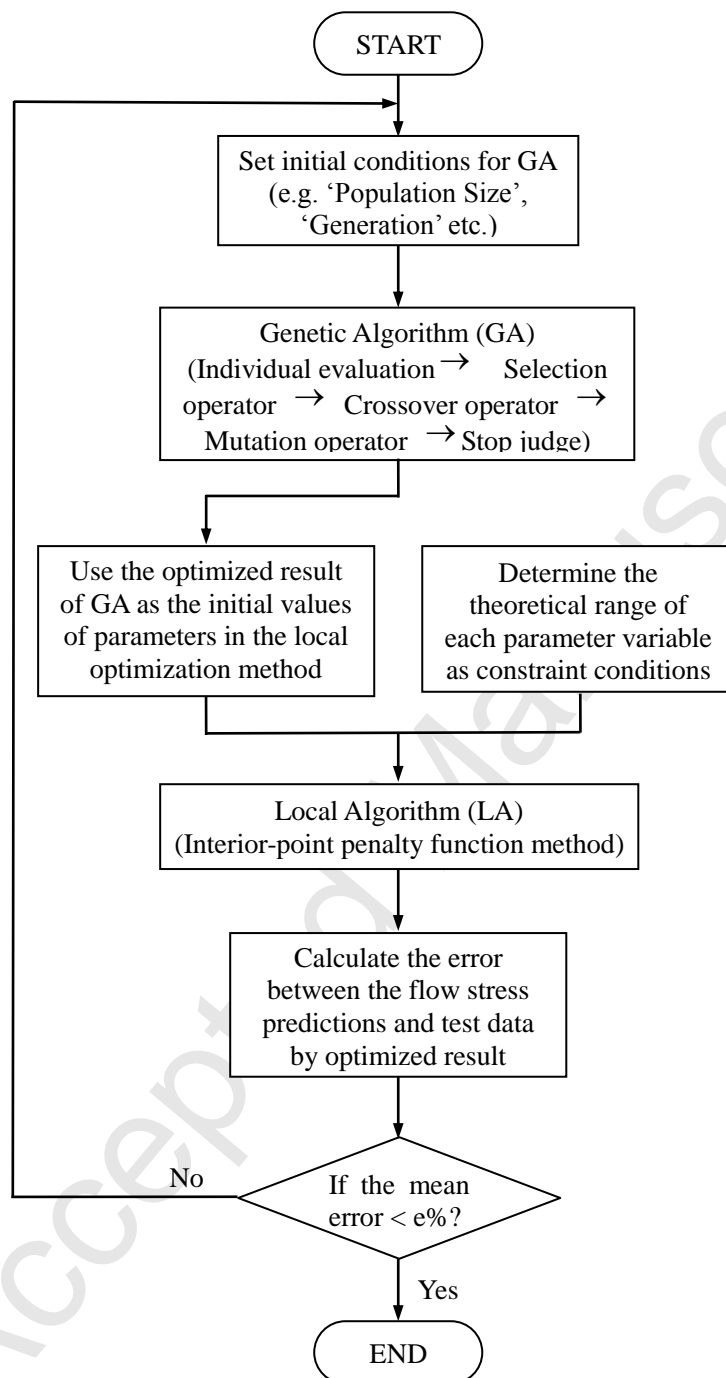 START
Set initial conditions for GA
(e.g. ‘Population Size’,
‘Generation’ etc.)
Genetic Algorithm (GA)
(Individual evaluation → Selection
operator → Crossover operator →
Mutation operator → Stop judge)
Use the optimized result
of GA as the initial values
of parameters in the local
optimization method
Determine the
theoretical range of
each parameter variable
as constraint conditions
Local Algorithm (LA)
(Interior-point penalty function method)
Calculate the error
between the flow stress
predictions and test data
by optimized result
No
If the mean
error < e%?
Yes
END